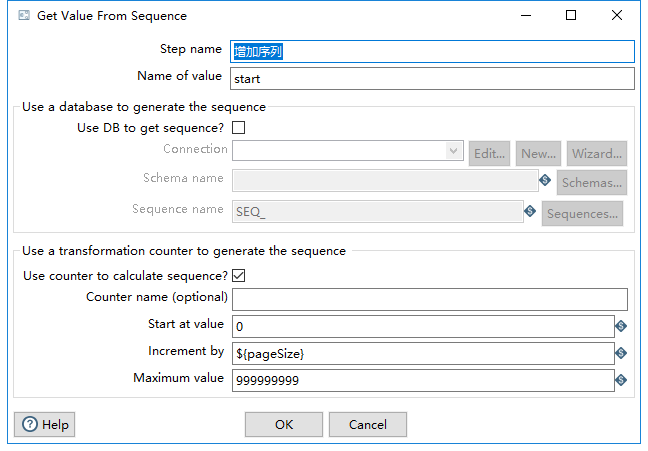 Get Value From Sequence
Step name 增加序列
Name of value start
Use a database to generate the sequence
Use DB to get sequence?
Connection Edit... New... Wizard...
Schema name Schemas...
Sequence name SEQ_ Sequences...
Use a transformation counter to generate the sequence
Use counter to calculate sequence?
Counter name (optional)
Start at value 0
Increment by ${pageSize}
Maximum value 999999999
Help OK Cancel